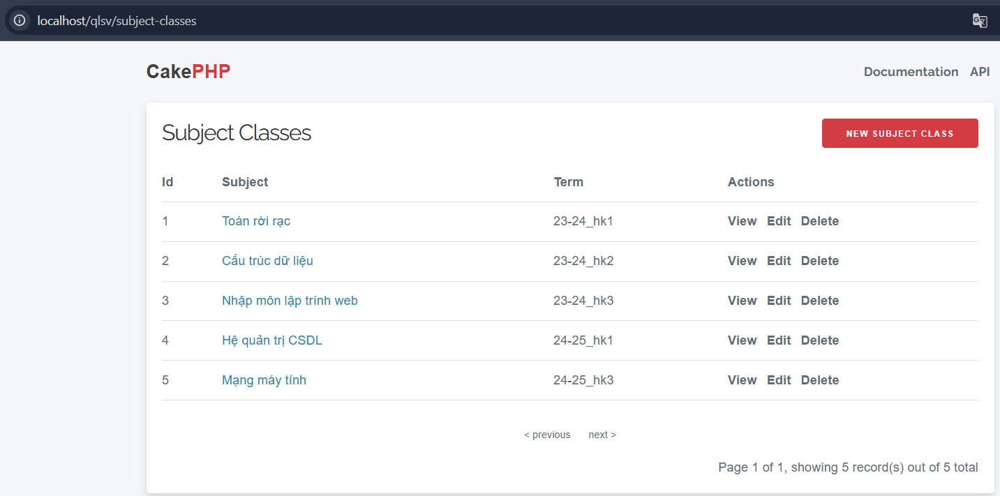 localhost/qlsv/subject-classes
CakePHP Documentation API
Subject Classes NEW SUBJECT CLASS
Id Subject Term Actions
1 Toán rời rạc 23-24_hk1 View Edit Delete
2 Cấu trúc dữ liệu 23-24_hk2 View Edit Delete
3 Nhập môn lập trình web 23-24_hk3 View Edit Delete
4 Hệ quản trị CSDL 24-25_hk1 View Edit Delete
5 Mạng máy tính 24-25_hk3 View Edit Delete
< previous next >
Page 1 of 1, showing 5 record(s) out of 5 total